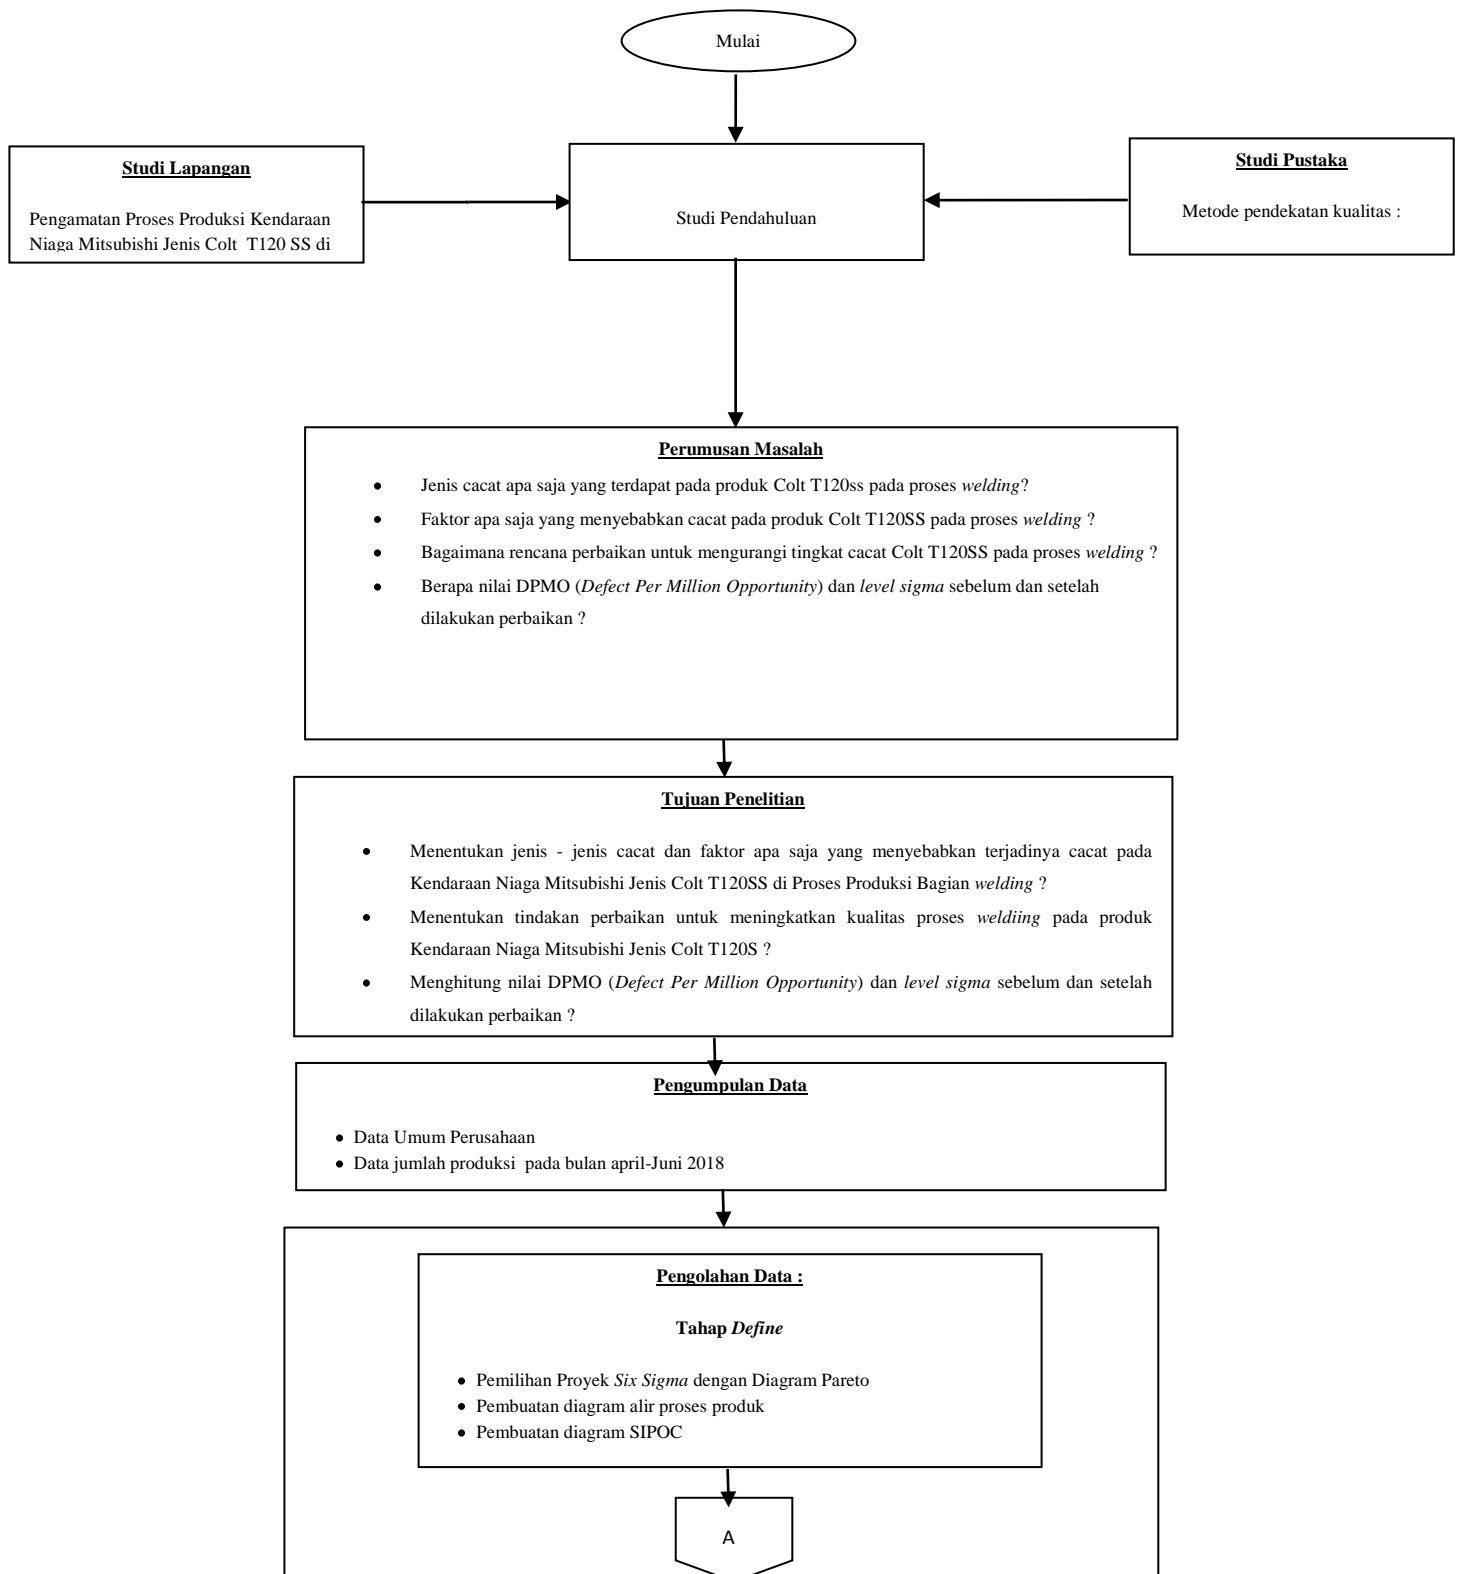 Mulai
Studi Lapangan
Pengamatan Proses Produksi Kendaraan
Niaga Mitsubishi Jenis Colt T120 SS di
Studi Pendahuluan
Studi Pustaka
Metode pendekatan kualitas :
Perumusan Masalah
• Jenis cacat apa saja yang terdapat pada produk Colt T120ss pada proses welding?
• Faktor apa saja yang menyebabkan cacat pada produk Colt T120SS pada proses welding ?
• Bagaimana rencana perbaikan untuk mengurangi tingkat cacat Colt T120SS pada proses welding ?
• Berapa nilai DPMO (Defect Per Million Opportunity) dan level sigma sebelum dan setelah
dilakukan perbaikan ?
Tujuan Penelitian
• Menentukan jenis - jenis cacat dan faktor apa saja yang menyebabkan terjadinya cacat pada
Kendaraan Niaga Mitsubishi Jenis Colt T120SS di Proses Produksi Bagian welding ?
• Menentukan tindakan perbaikan untuk meningkatkan kualitas proses weldiing pada produk
Kendaraan Niaga Mitsubishi Jenis Colt T120S ?
• Menghitung nilai DPMO (Defect Per Million Opportunity) dan level sigma sebelum dan setelah
dilakukan perbaikan ?
Pengumpulan Data
• Data Umum Perusahaan
• Data jumlah produksi pada bulan april-Juni 2018
Pengolahan Data :
Tahap Define
• Pemilihan Proyek Six Sigma dengan Diagram Pareto
• Pembuatan diagram alir proses produk
• Pembuatan diagram SIPOC
A